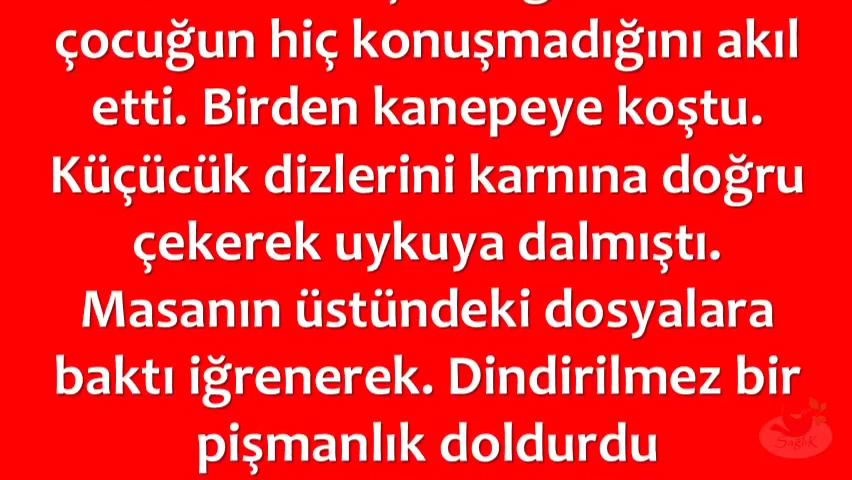 çocuğun hiç konuşmadığını akıl
etti. Birden kanepeye koştu.
Küçücük dizlerini karnına doğru
çekerek uykuya dalmıştı.
Masanın üstündeki dosyalara
baktı iğrenerek. Dindirilmez bir
pişmanlık doldurdu
Sağlık